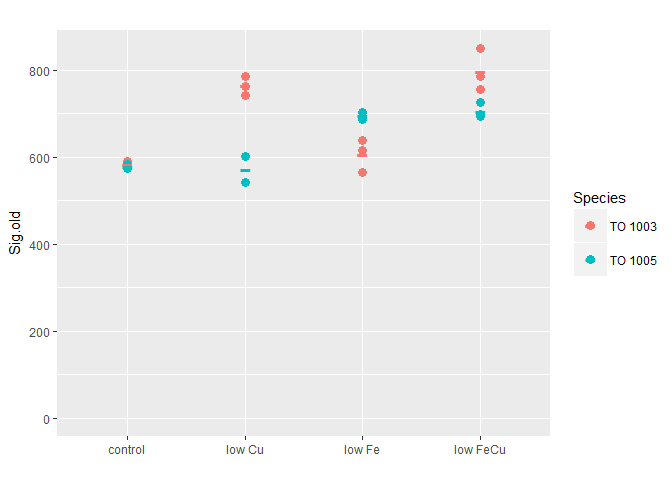 800
600
400
200
0
Sig.old
control
low Cu
low Fe
low FeCu
Species
TO 1003
TO 1005